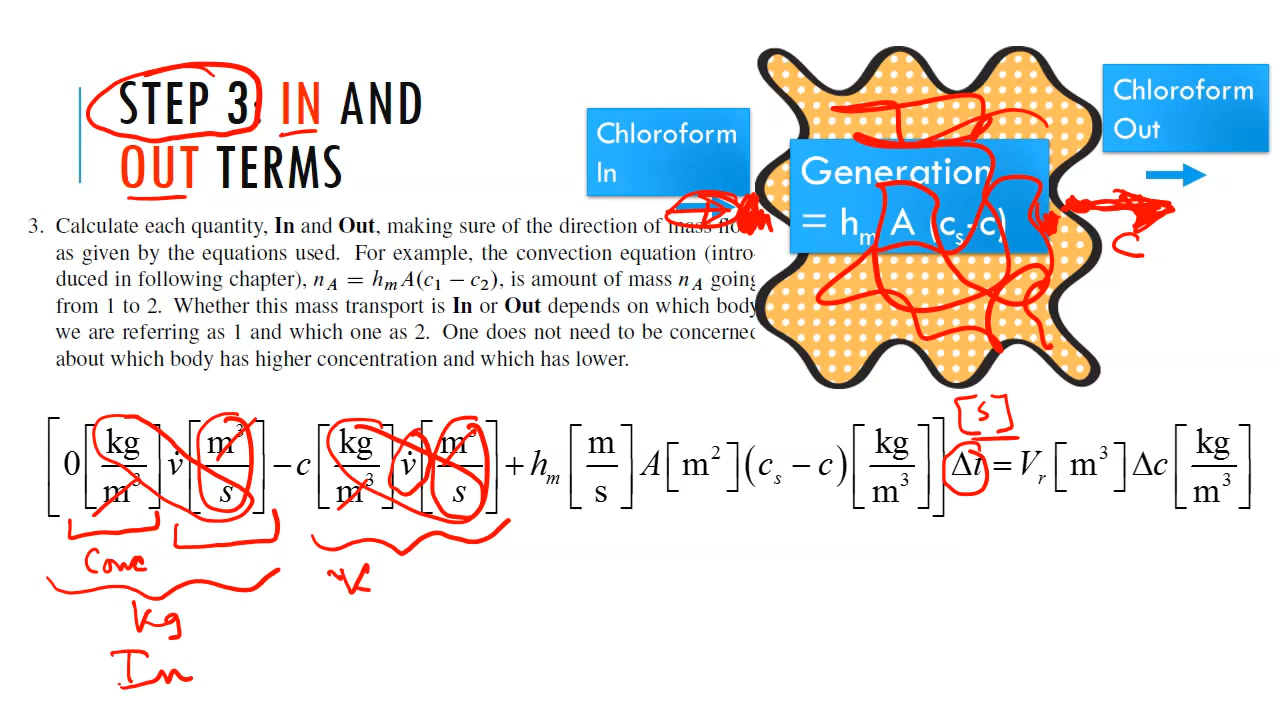 STEP 3: IN AND
OUT TERMS
Chloroform
In
Generation
= hₘ A (cₛ-c)
Chloroform
Out
C
3. Calculate each quantity, In and Out, making sure of the direction of mass flo
as given by the equations used. For example, the convection equation (intro-
duced in following chapter), n_A = hₘA(c₁ − c₂), is amount of mass n_A going
from 1 to 2. Whether this mass transport is In or Out depends on which body
we are referring as 1 and which one as 2. One does not need to be concerned
about which body has higher concentration and which has lower.
[s]
[0[kg/m³]v̇[m³/s] − c[kg/m³]v̇[m³/s] + hₘ[m/s]A[m²](cₛ − c)[kg/m³]]Δt = Vᵣ[m³]Δc[kg/m³]
Conc
kg
In